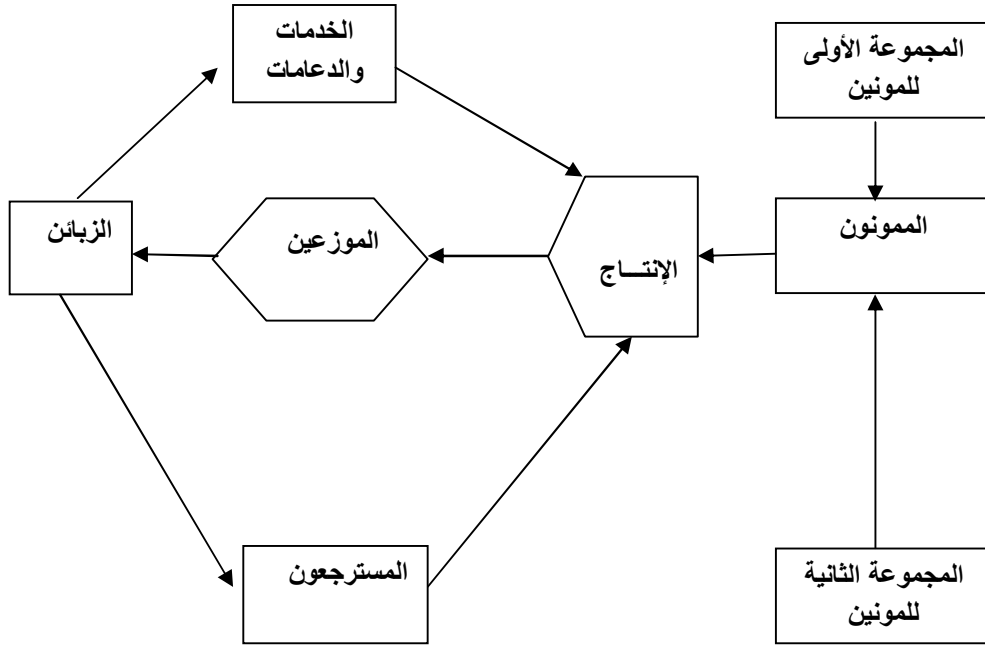 المجموعة الأولى
للمونين
الخدمات
والدعامات
الممونون
الإنتـــاج
الموزعين
الزبائن
المسترجعون
المجموعة الثانية
للمونين